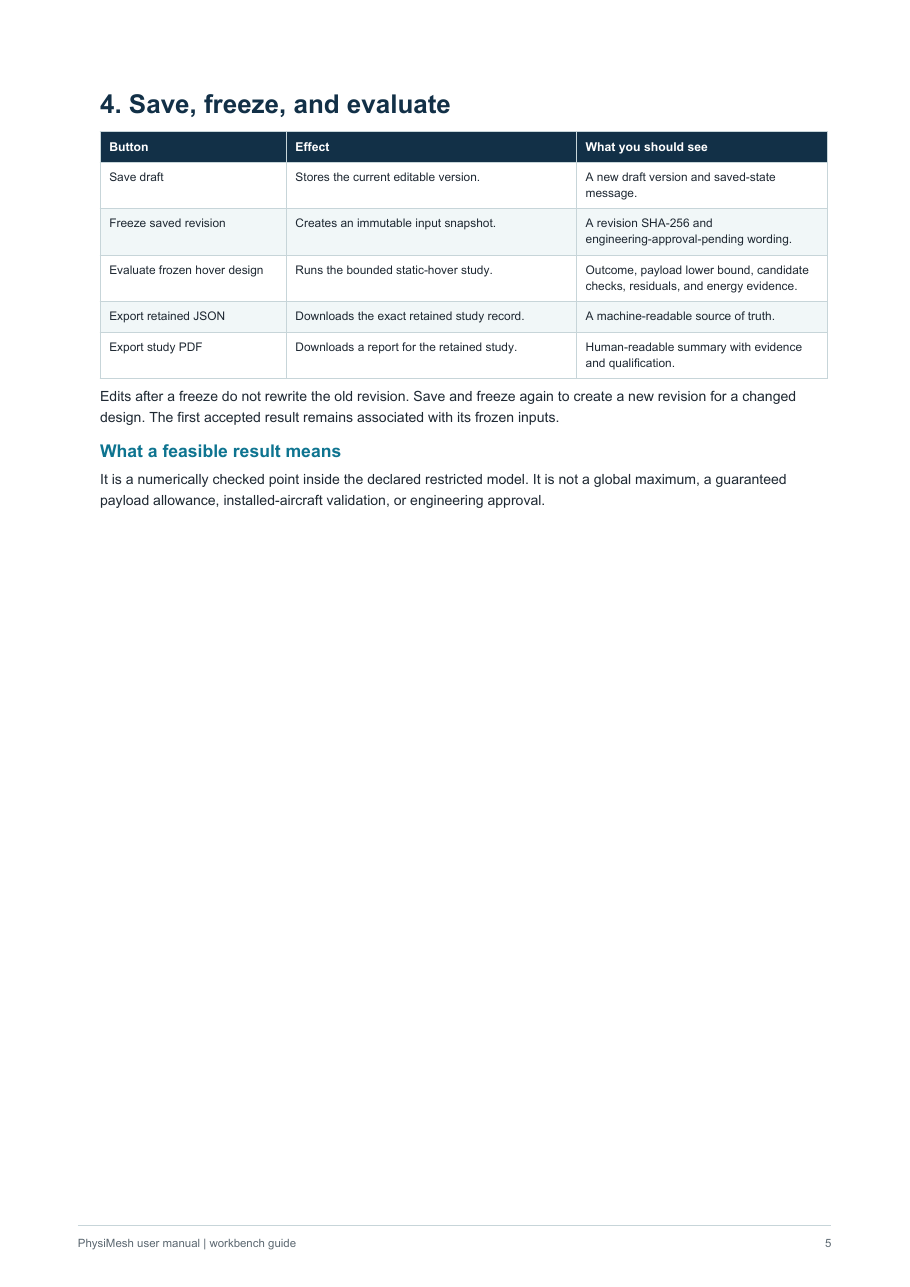 4. Save, freeze, and evaluate
Button Effect What you should see
Save draft Stores the current editable version. A new draft version and saved-state
message.
Freeze saved revision Creates an immutable input snapshot. A revision SHA-256 and
engineering-approval-pending wording.
Evaluate frozen hover design Runs the bounded static-hover study. Outcome, payload lower bound, candidate
checks, residuals, and energy evidence.
Export retained JSON Downloads the exact retained study record. A machine-readable source of truth.
Export study PDF Downloads a report for the retained study. Human-readable summary with evidence
and qualification.
Edits after a freeze do not rewrite the old revision. Save and freeze again to create a new revision for a changed
design. The first accepted result remains associated with its frozen inputs.
What a feasible result means
It is a numerically checked point inside the declared restricted model. It is not a global maximum, a guaranteed
payload allowance, installed-aircraft validation, or engineering approval.
PhysiMesh user manual | workbench guide 5